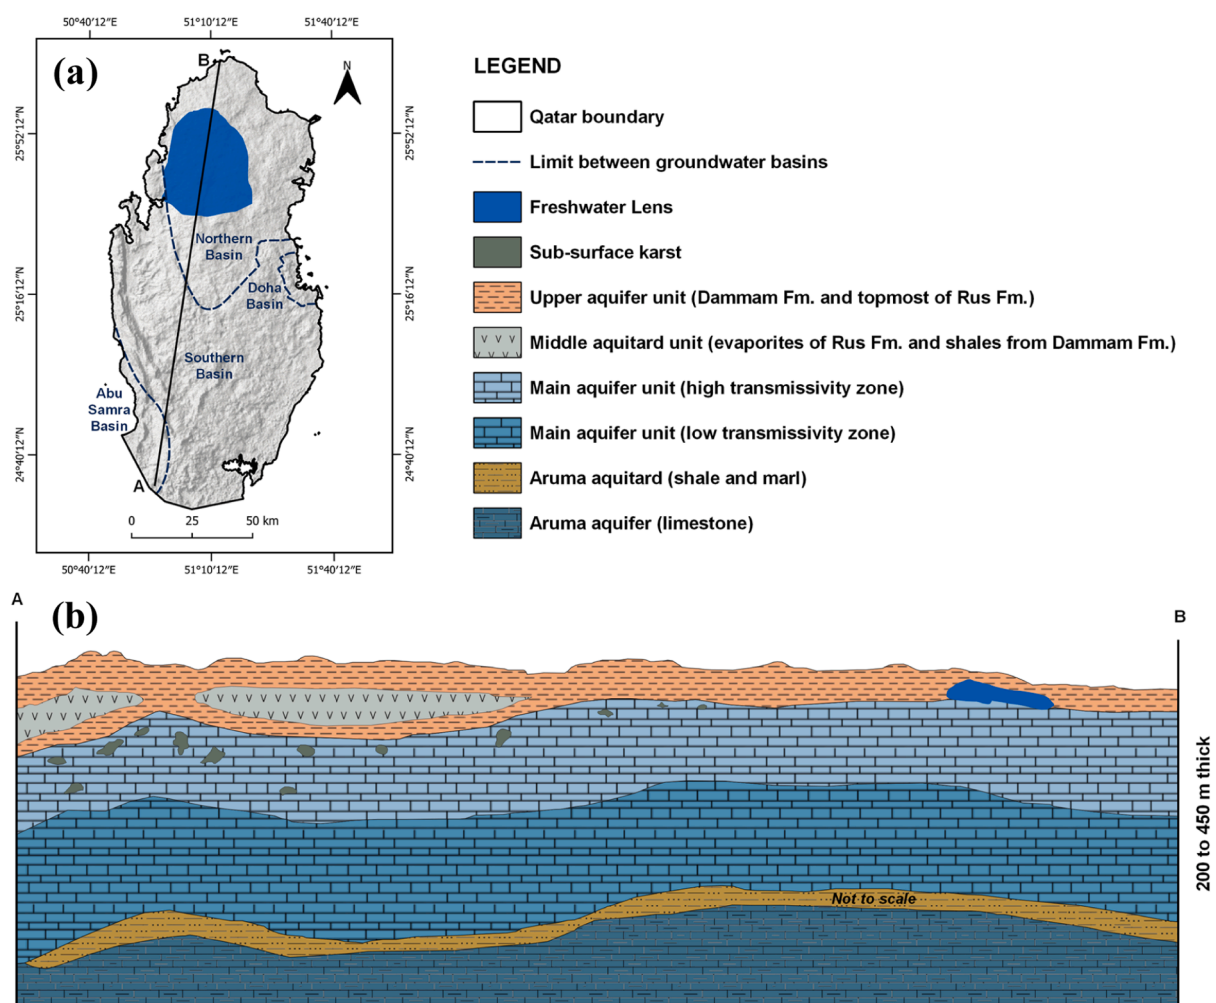 50°40'12"E 51°10'12"E 51°40'12"E
(a)
B
N
25°52'12"N 25°52'12"N
Northern
Basin
Doha
Basin
25°16'12"N 25°16'12"N
Southern
Basin
Abu
Samra
Basin
24°40'12"N 24°40'12"N
A
0 25 50 km
50°40'12"E 51°10'12"E 51°40'12"E
LEGEND
Qatar boundary
Limit between groundwater basins
Freshwater Lens
Sub-surface karst
Upper aquifer unit (Dammam Fm. and topmost of Rus Fm.)
Middle aquitard unit (evaporites of Rus Fm. and shales from Dammam Fm.)
Main aquifer unit (high transmissivity zone)
Main aquifer unit (low transmissivity zone)
Aruma aquitard (shale and marl)
Aruma aquifer (limestone)
A
(b)
B
200 to 450 m thick
Not to scale